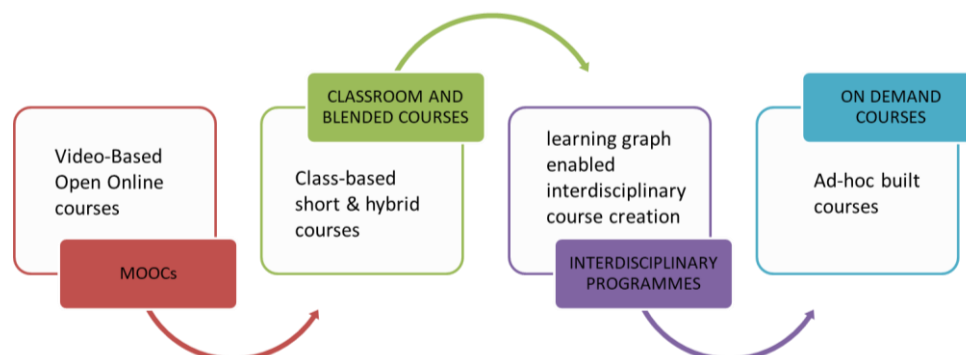 Video-Based
Open Online
courses
MOOCs
CLASSROOM AND
BLENDED COURSES
Class-based
short & hybrid
courses
learning graph
enabled
interdisciplinary
course creation
INTERDISCIPLINARY
PROGRAMMES
ON DEMAND
COURSES
Ad-hoc built
courses